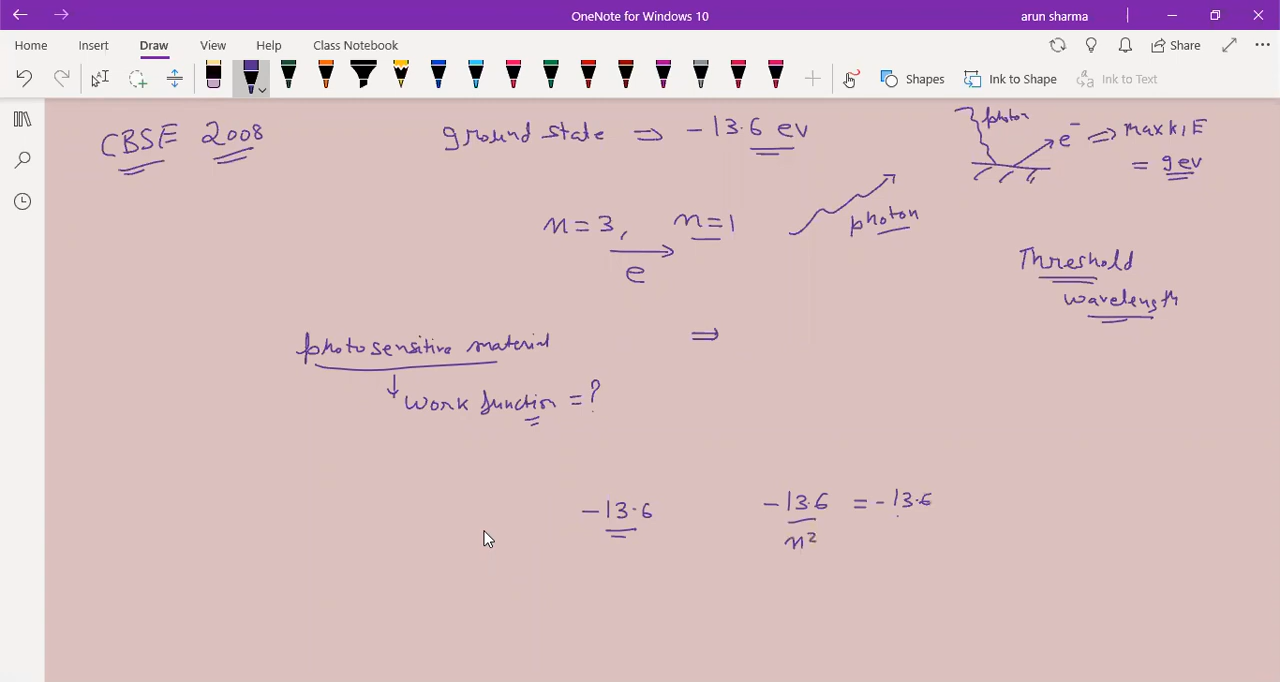 OneNote for Windows 10
arun sharma
Home Insert Draw View Help Class Notebook
Share
Shapes Ink to Shape Ink to Text
CBSE 2008
ground state ⇒ -13.6 ev
photon
e⁻ ⇒ max k.E
= 9ev
n=3, n=1
e
photon
Threshold
wavelength
photosensitive material ⇒
↓ work function = ?
-13.6
-13.6 = -13.6
n²